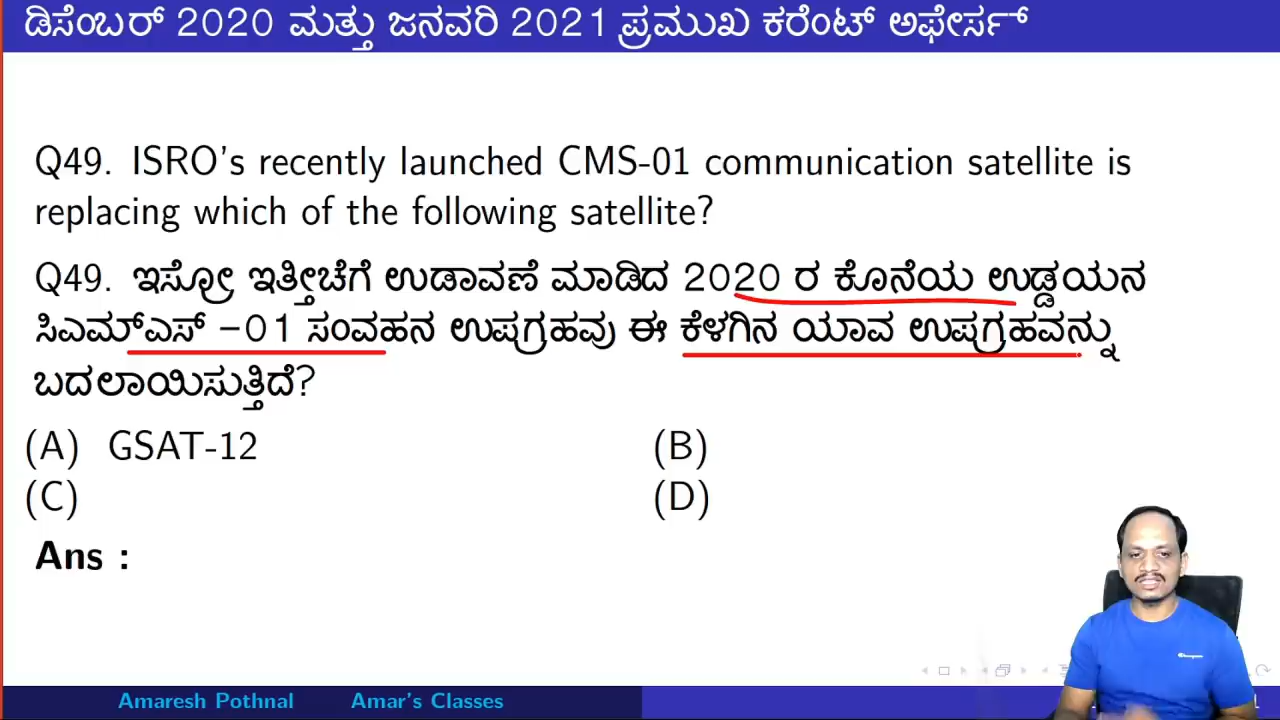 ಡಿಸೆಂಬರ್ 2020 ಮತ್ತು ಜನವರಿ 2021 ಪ್ರಮುಖ ಕರೆಂಟ್ ಅಫೇರ್ಸ್
Q49. ISRO's recently launched CMS-01 communication satellite is
replacing which of the following satellite?
Q49. ಇಸ್ರೋ ಇತ್ತೀಚೆಗೆ ಉಡಾವಣೆ ಮಾಡಿದ 2020 ರ ಕೊನೆಯ ಉಡ್ಡಯನ
ಸಿಎಮ್ಎಸ್ –01 ಸಂವಹನ ಉಪಗ್ರಹವು ಈ ಕೆಳಗಿನ ಯಾವ ಉಪಗ್ರಹವನ್ನು
ಬದಲಾಯಿಸುತ್ತಿದೆ?
(A) GSAT-12 (B)
(C) (D)
Ans :
Amaresh Pothnal Amar's Classes